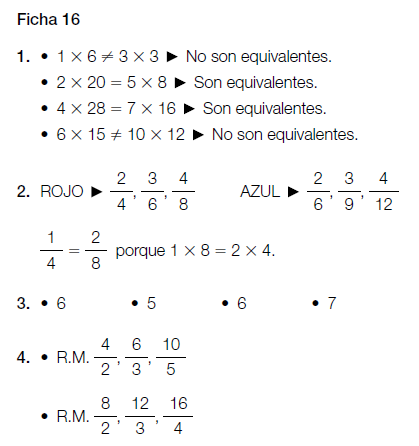 Ficha 16
1. • 1 × 6 ≠ 3 × 3 ► No son equivalentes.
• 2 × 20 = 5 × 8 ► Son equivalentes.
• 4 × 28 = 7 × 16 ► Son equivalentes.
• 6 × 15 ≠ 10 × 12 ► No son equivalentes.
2. ROJO ► 2/4, 3/6, 4/8 AZUL ► 2/6, 3/9, 4/12
1/4 = 2/8 porque 1 × 8 = 2 × 4.
3. • 6 • 5 • 6 • 7
4. • R.M. 4/2, 6/3, 10/5
• R.M. 8/2, 12/3, 16/4